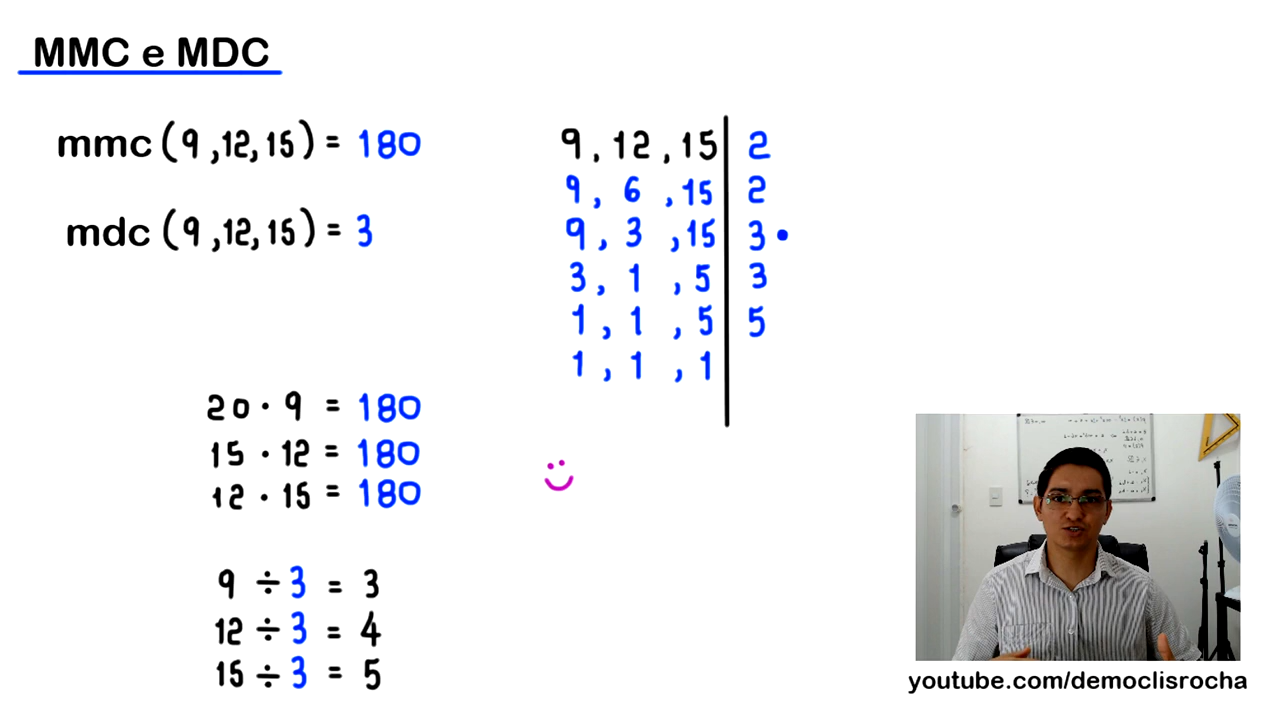 MMC e MDC
mmc (9,12,15) = 180
mdc (9,12,15) = 3
20 · 9 = 180
15 · 12 = 180
12 · 15 = 180
9 ÷ 3 = 3
12 ÷ 3 = 4
15 ÷ 3 = 5
9, 12, 15 | 2
9, 6, 15 | 2
9, 3, 15 | 3 •
3, 1, 5 | 3
1, 1, 5 | 5
1, 1, 1 |
youtube.com/democlisrocha